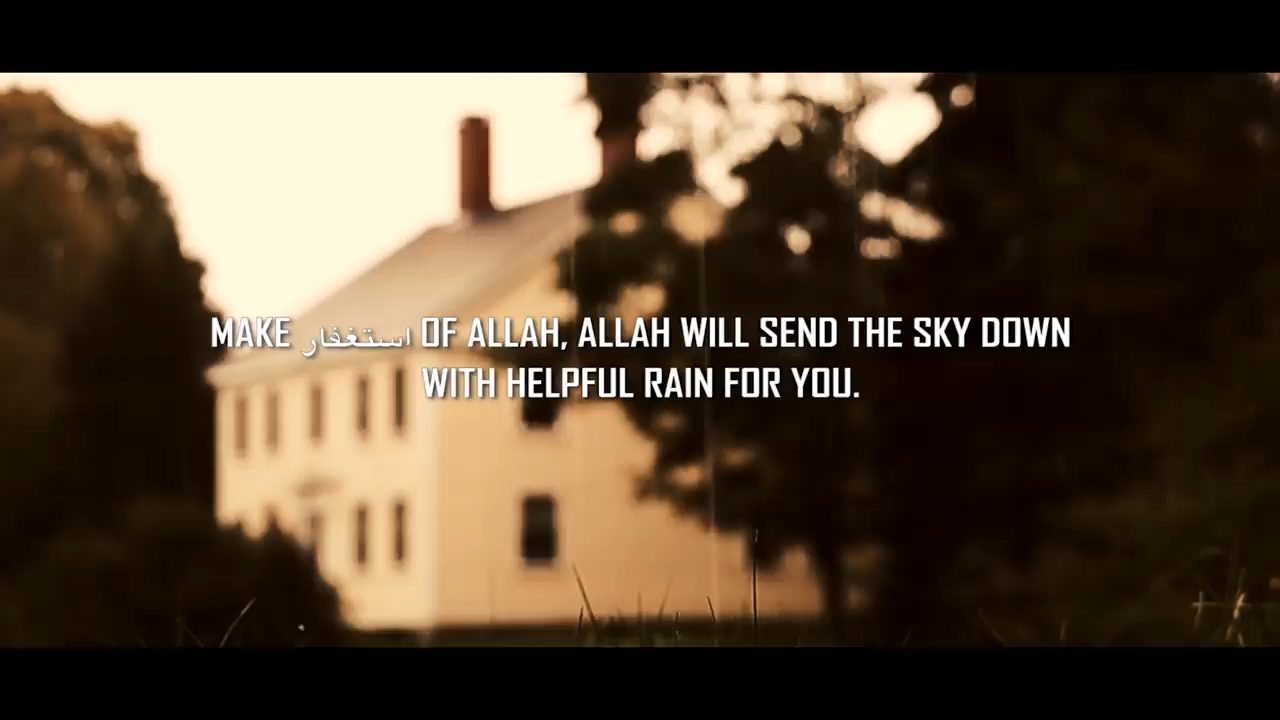 MAKE استغفار OF ALLAH, ALLAH WILL SEND THE SKY DOWN
WITH HELPFUL RAIN FOR YOU.